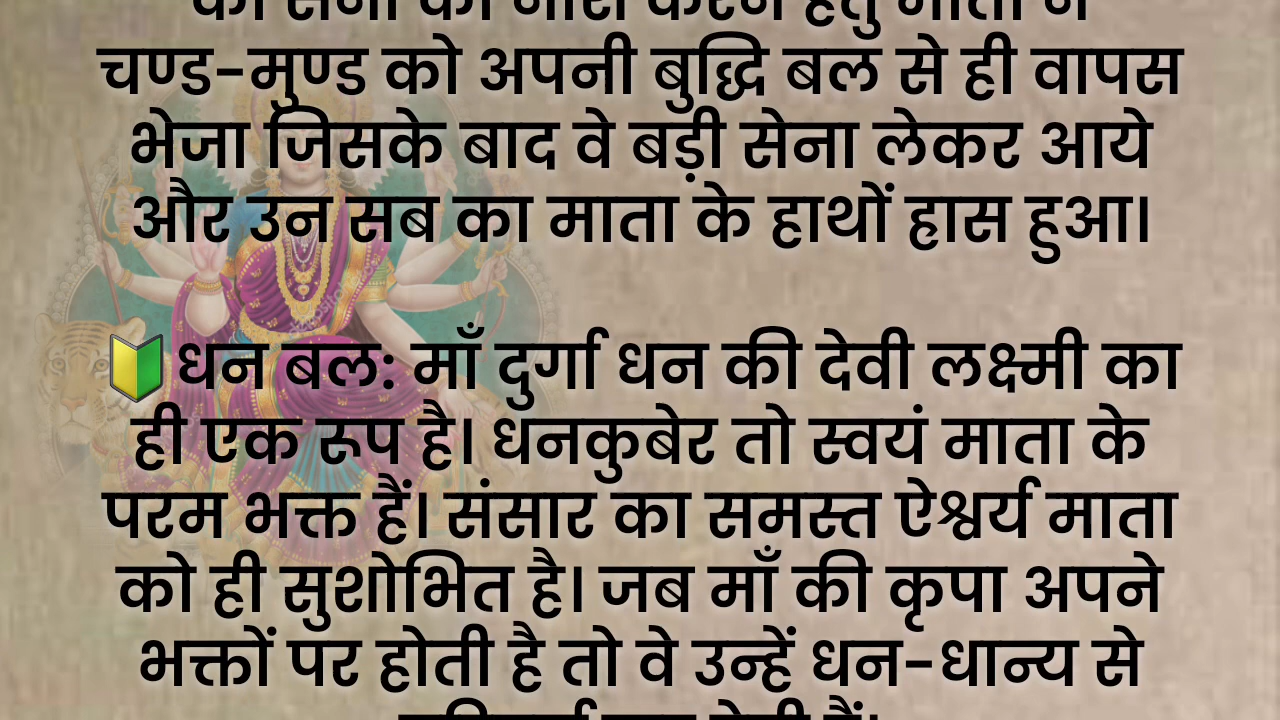 चण्ड-मुण्ड को अपनी बुद्धि बल से ही वापस
भेजा जिसके बाद वे बड़ी सेना लेकर आये
और उन सब का माता के हाथों ह्रास हुआ।
धन बल: माँ दुर्गा धन की देवी लक्ष्मी का
ही एक रूप है। धनकुबेर तो स्वयं माता के
परम भक्त हैं। संसार का समस्त ऐश्वर्य माता
को ही सुशोभित है। जब माँ की कृपा अपने
भक्तों पर होती है तो वे उन्हें धन-धान्य से